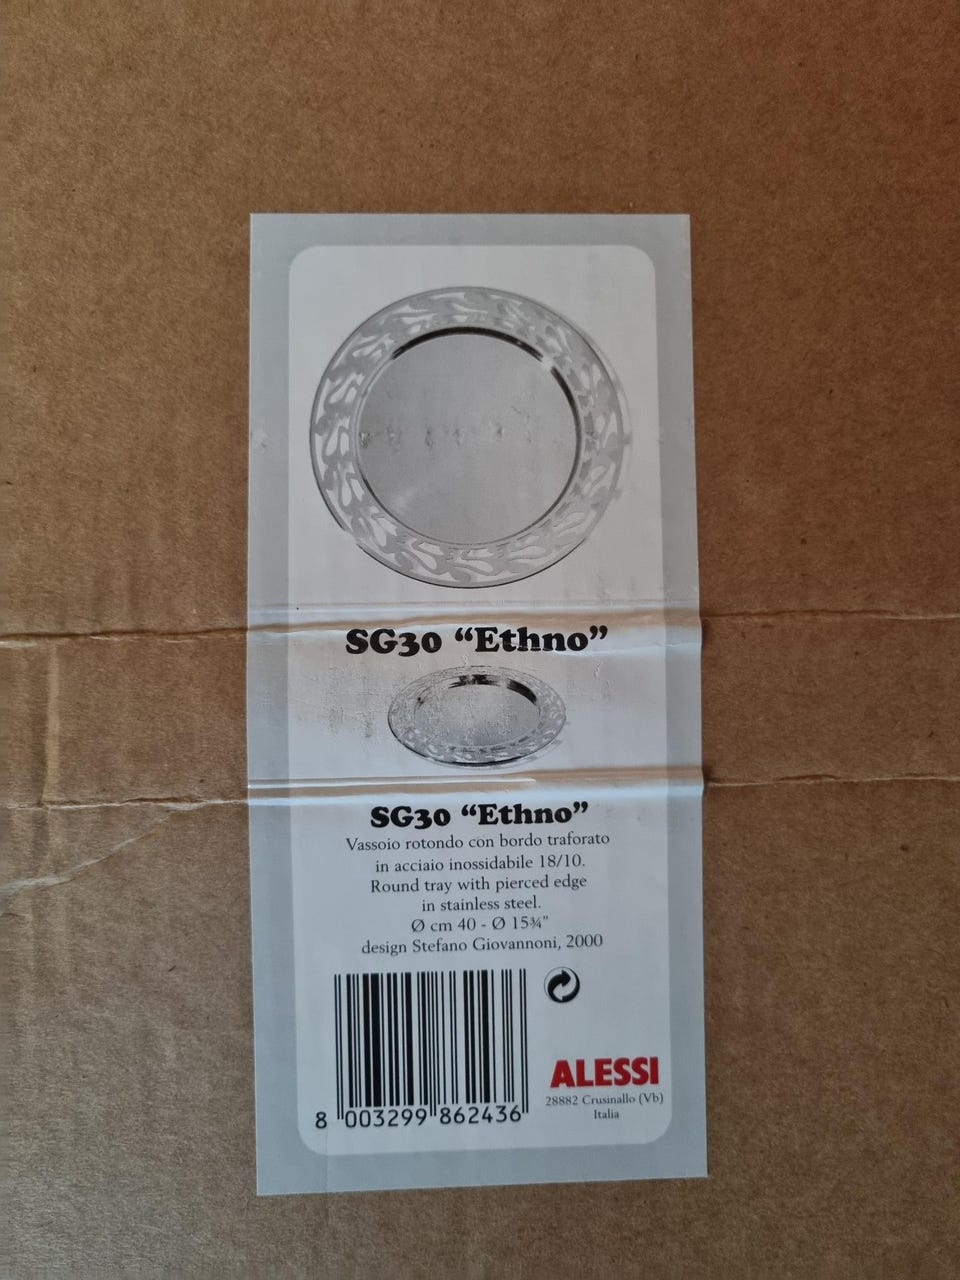 SG30 “Ethno”
SG30 “Ethno”
Vassoio rotondo con bordo traforato
in acciaio inossidabile 18/10.
Round tray with pierced edge
in stainless steel.
Ø cm 40 - Ø 15¾"
design Stefano Giovannoni, 2000
8 003299 862436
ALESSI
28882 Crusinallo (Vb)
Italia